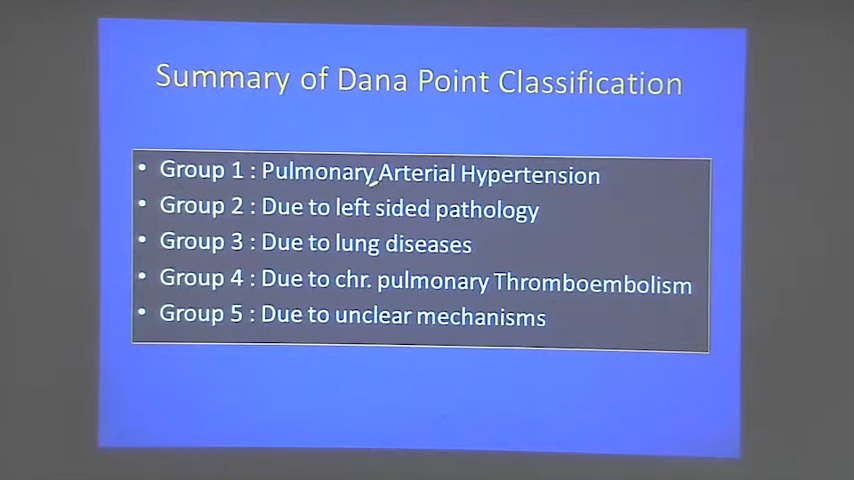 Summary of Dana Point Classification
• Group 1 : Pulmonary Arterial Hypertension
• Group 2 : Due to left sided pathology
• Group 3 : Due to lung diseases
• Group 4 : Due to chr. pulmonary Thromboembolism
• Group 5 : Due to unclear mechanisms